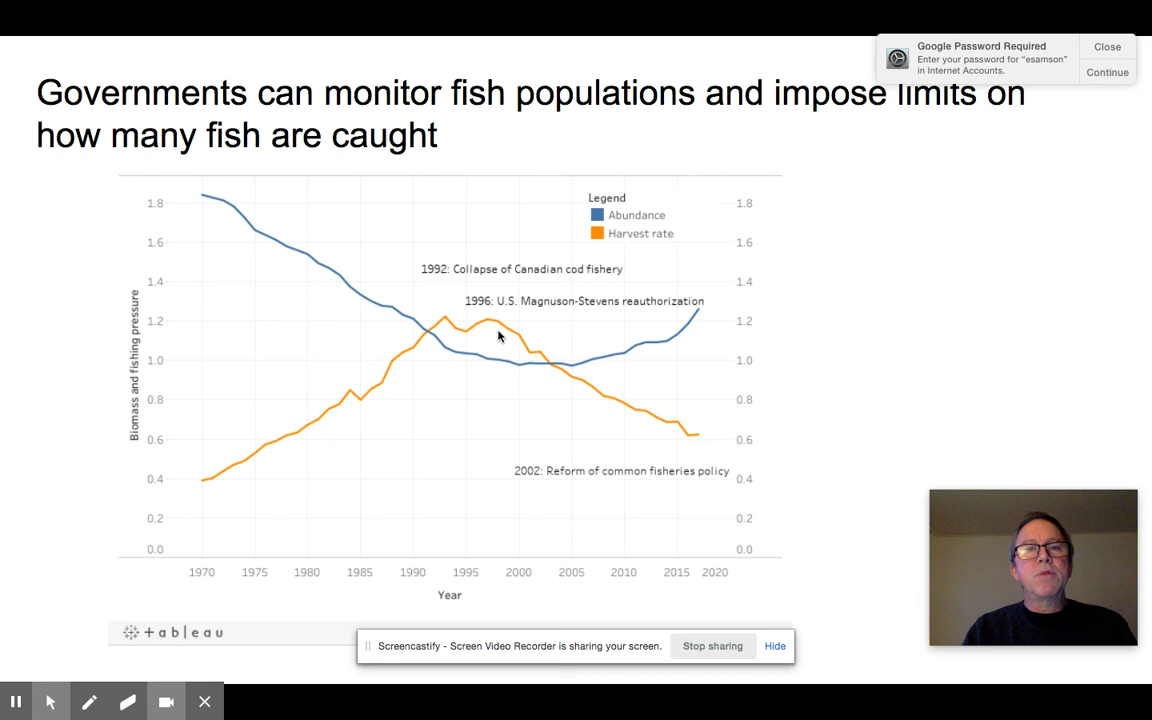 Google Password Required
Close
Enter your password for "esamson"
in Internet Accounts.
Continue
Governments can monitor fish populations and impose limits on
how many fish are caught
Legend
Abundance
Harvest rate
1992: Collapse of Canadian cod fishery
1996: U.S. Magnuson-Stevens reauthorization
2002: Reform of common fisheries policy
Biomass and fishing pressure
1.8
1.6
1.4
1.2
1.0
0.8
0.6
0.4
0.2
0.0
1.8
1.6
1.4
1.2
1.0
0.8
0.6
0.4
0.2
0.0
1970 1975 1980 1985 1990 1995 2000 2005 2010 2015 2020
Year
+ a b l e a u
Screencastify - Screen Video Recorder is sharing your screen.
Stop sharing
Hide